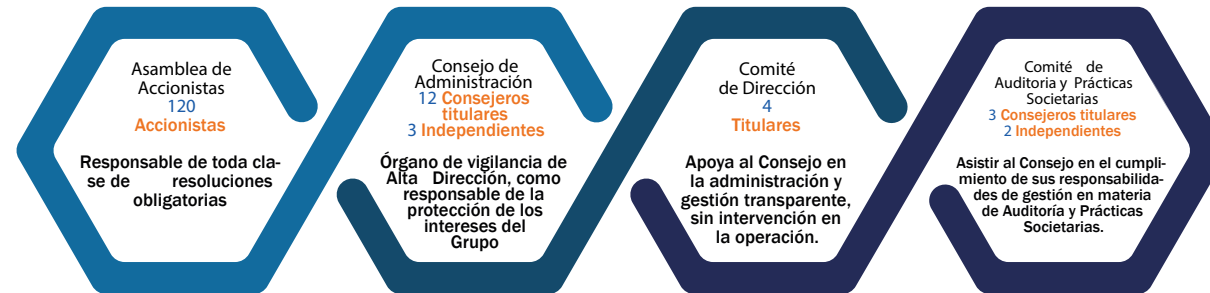 Asamblea de
Accionistas
120
Accionistas
Responsable de toda cla-
se de resoluciones
obligatorias
Consejo de
Administración
12 Consejeros
titulares
3 Independientes
Órgano de vigilancia de
Alta Dirección, como
responsable de la
protección de los
intereses del
Grupo
Comité
de Dirección
4
Titulares
Apoya al Consejo en
la administración y
gestión transparente,
sin intervención en
la operación.
Comité de
Auditoria y Prácticas
Societarias
3 Consejeros titulares
2 Independientes
Asistir al Consejo en el cumpli-
miento de sus responsabilida-
des de gestión en materia
de Auditoría y Prácticas
Societarias.